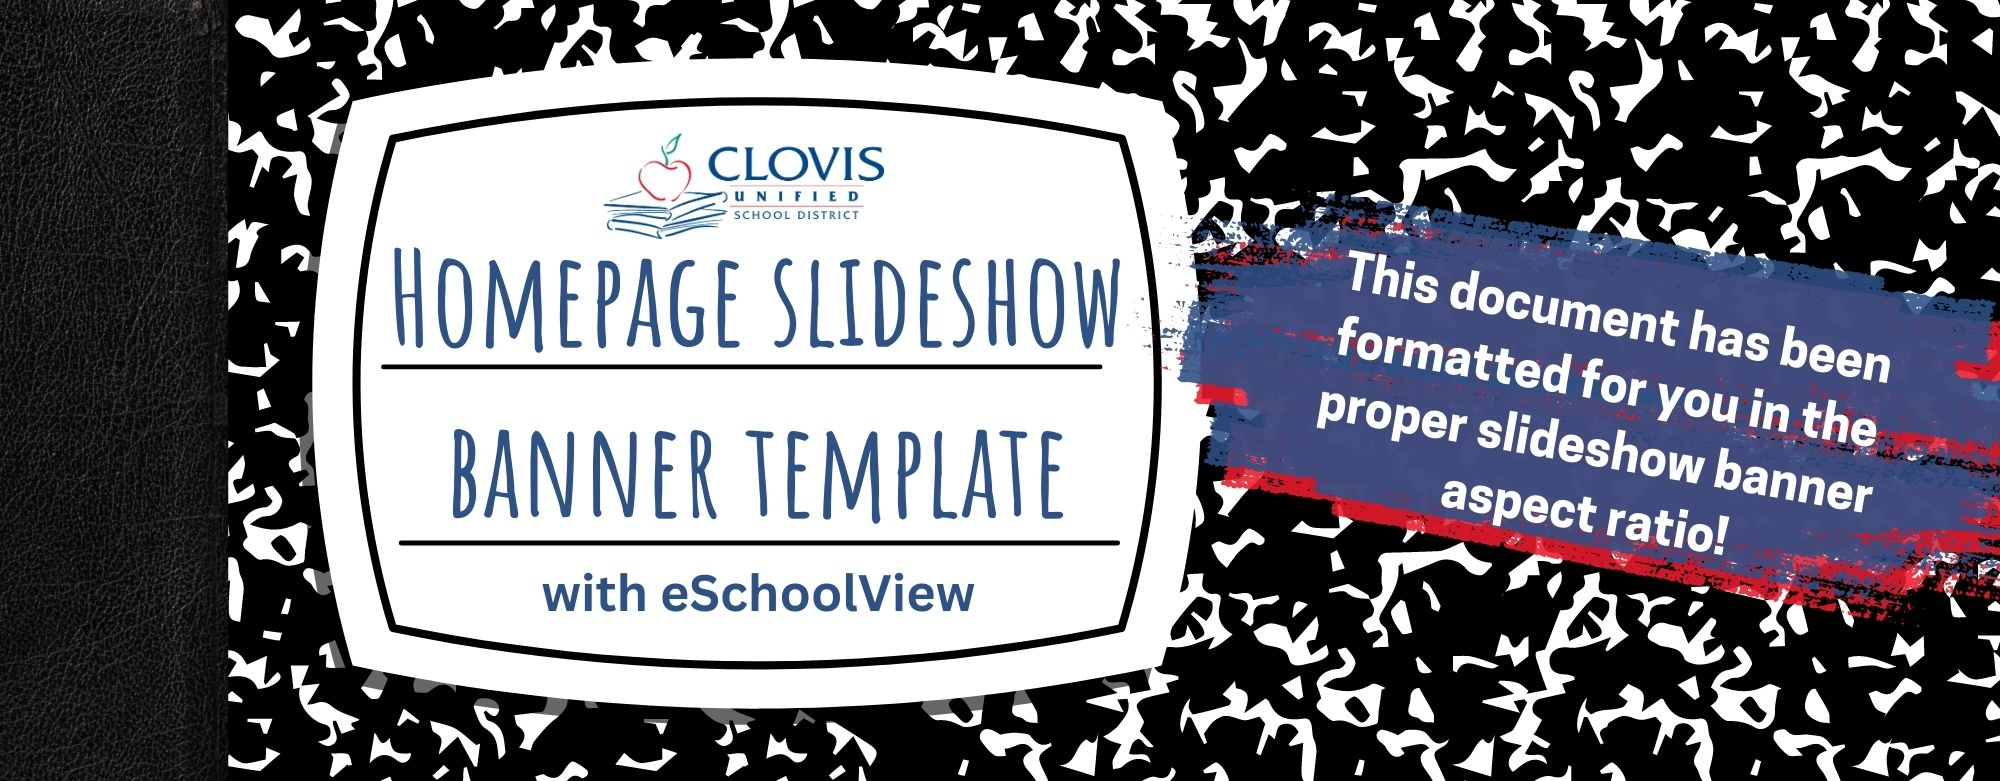 CLOVIS
UNIFIED
SCHOOL DISTRICT
HOMEPAGE SLIDESHOW
BANNER TEMPLATE
with eSchoolView
This document has been
formatted for you in the
proper slideshow banner
aspect ratio!